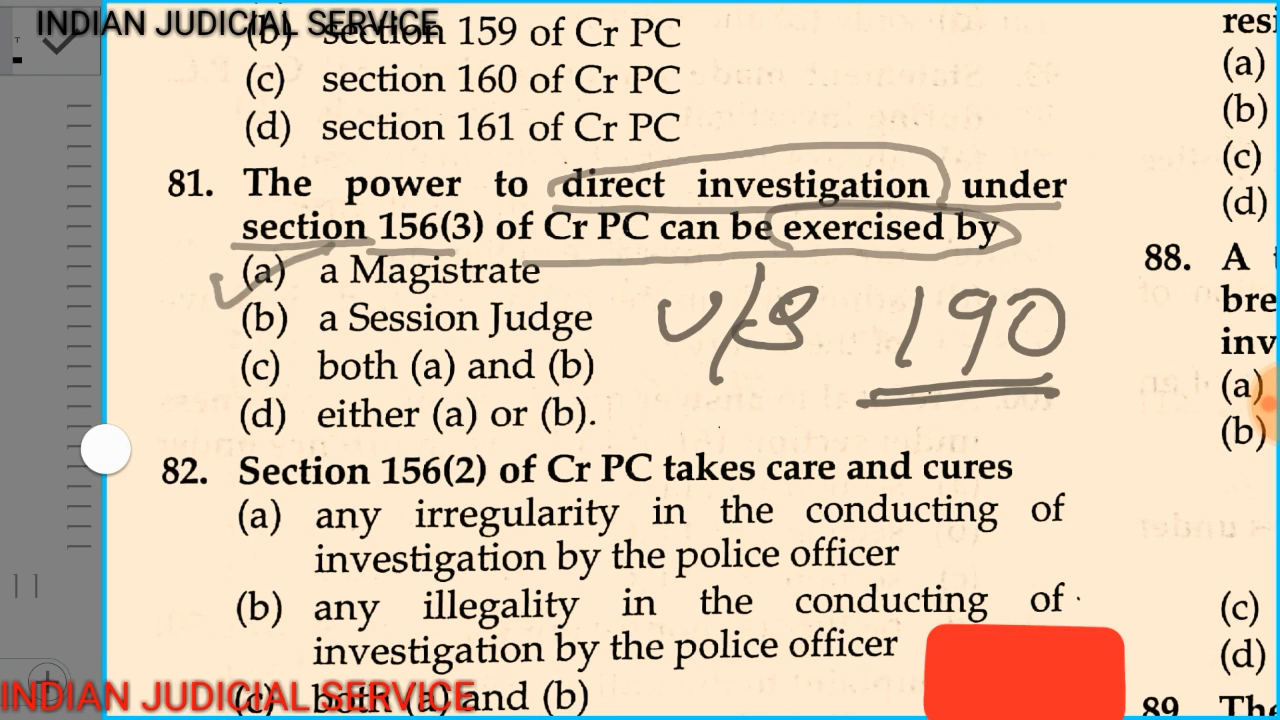 INDIAN JUDICIAL SERVICE
(b) section 159 of Cr PC
(c) section 160 of Cr PC
(d) section 161 of Cr PC
81. The power to direct investigation under
section 156(3) of Cr PC can be exercised by
(a) a Magistrate
(b) a Session Judge
(c) both (a) and (b)
(d) either (a) or (b).
U/S 190
82. Section 156(2) of Cr PC takes care and cures
(a) any irregularity in the conducting of
investigation by the police officer
(b) any illegality in the conducting of
investigation by the police officer
(c) both (a) and (b)
INDIAN JUDICIAL SERVICE
11
(a)
(b)
(c)
(d)
88. A
(a)
(b)
(c)
(d)
89